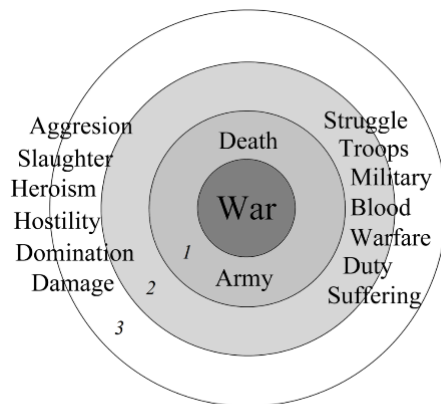 Aggresion
Slaughter
Heroism
Hostility
Domination
Damage
Death
War
Army
1
2
3
Struggle
Troops
Military
Blood
Warfare
Duty
Suffering